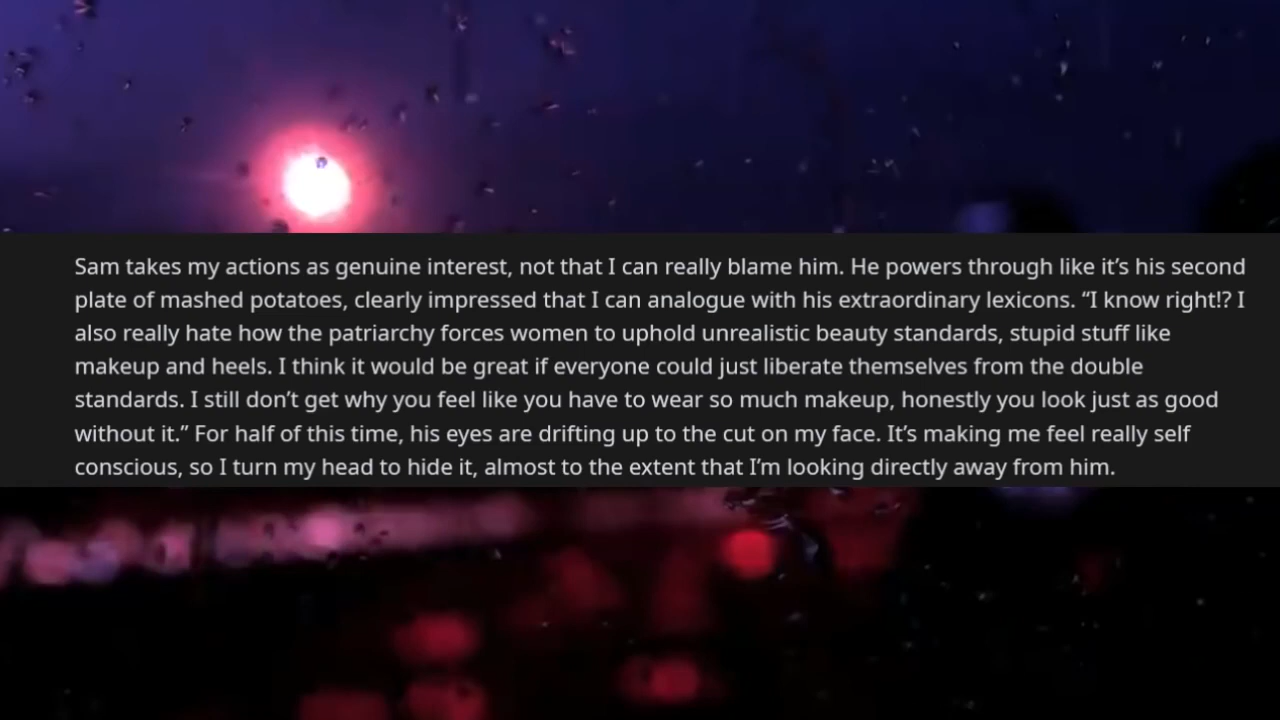 Sam takes my actions as genuine interest, not that I can really blame him. He powers through like it’s his second
plate of mashed potatoes, clearly impressed that I can analogue with his extraordinary lexicons. “I know right!? I
also really hate how the patriarchy forces women to uphold unrealistic beauty standards, stupid stuff like
makeup and heels. I think it would be great if everyone could just liberate themselves from the double
standards. I still don’t get why you feel like you have to wear so much makeup, honestly you look just as good
without it.” For half of this time, his eyes are drifting up to the cut on my face. It’s making me feel really self
conscious, so I turn my head to hide it, almost to the extent that I’m looking directly away from him.